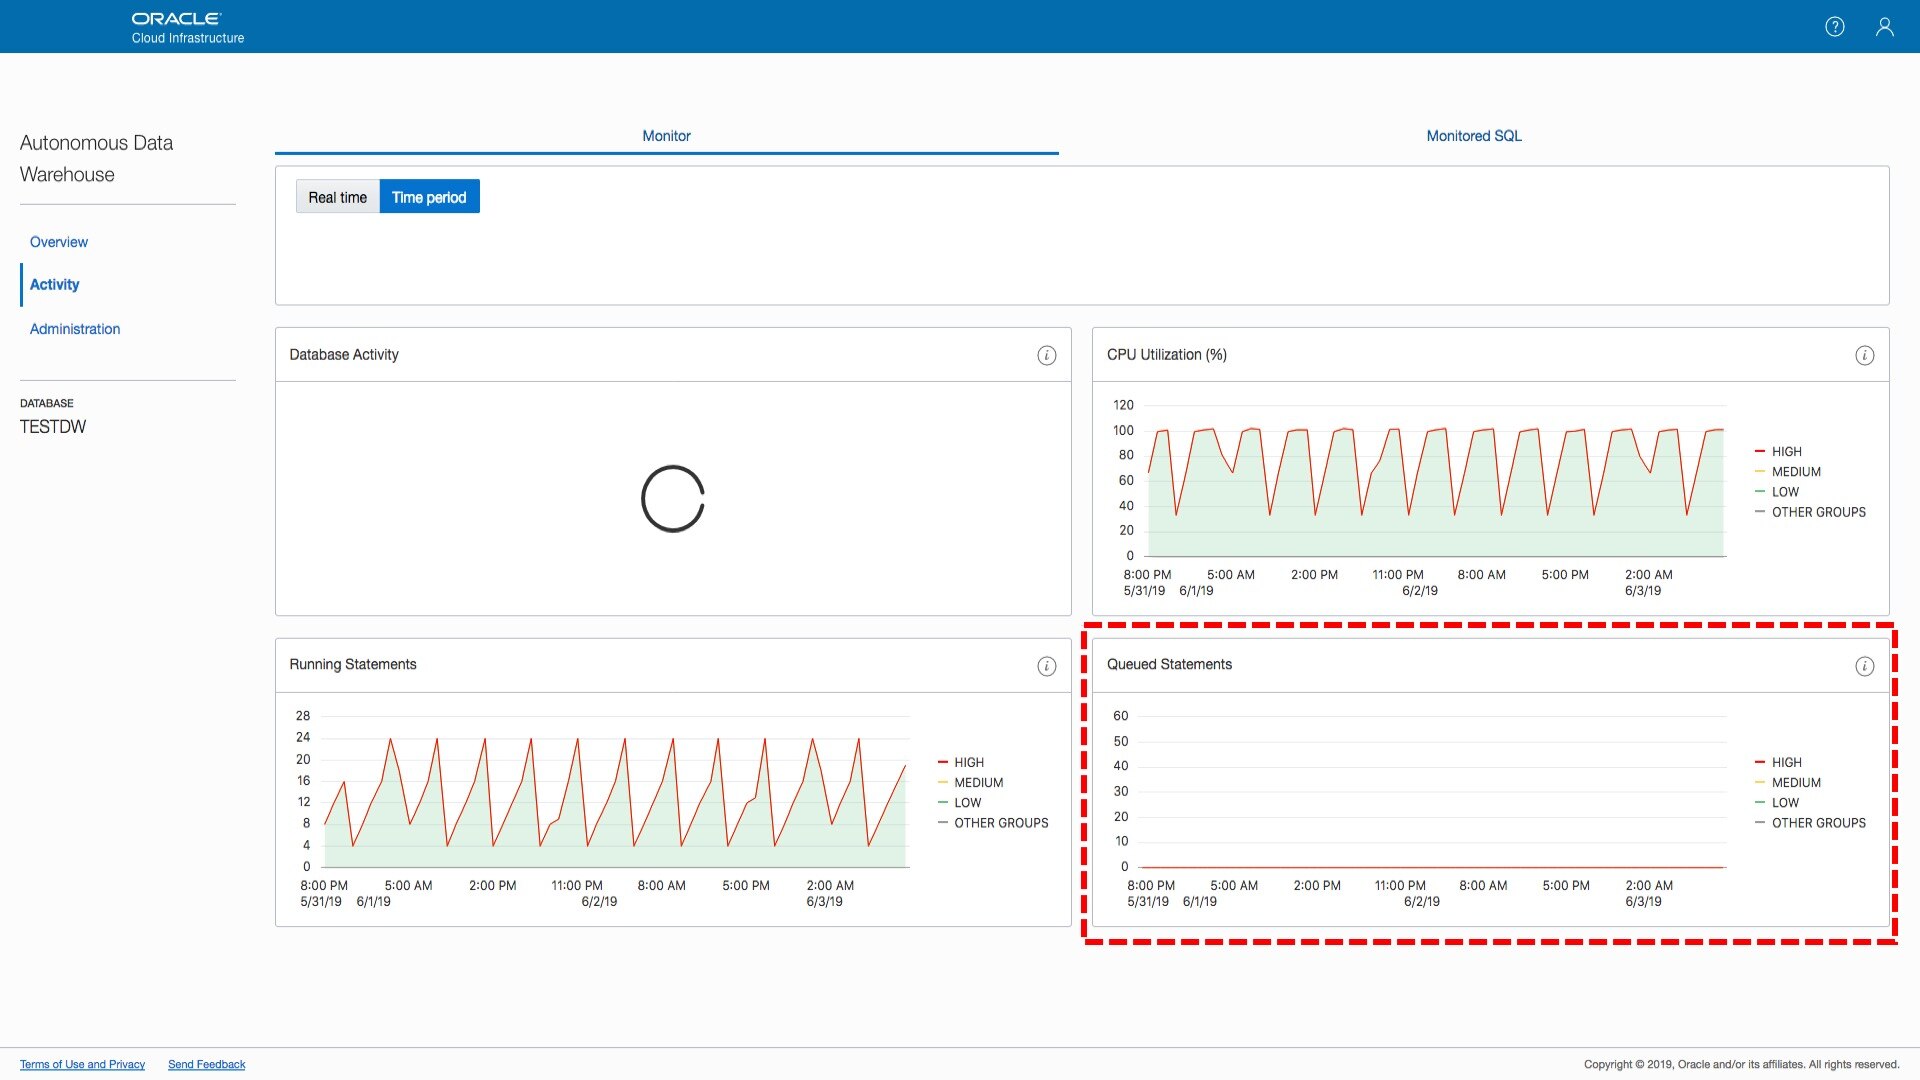 ORACLE
Cloud Infrastructure
Autonomous Data
Warehouse
Overview
Activity
Administration
DATABASE
TESTDW
Monitor
Monitored SQL
Real time
Time period
Database Activity
CPU Utilization (%)
120
100
80
60
40
20
0
8:00 PM 5:00 AM 2:00 PM 11:00 PM 8:00 AM 5:00 PM 2:00 AM
5/31/19 6/1/19 6/2/19 6/3/19
HIGH
MEDIUM
LOW
OTHER GROUPS
Running Statements
28
24
20
16
12
8
4
0
8:00 PM 5:00 AM 2:00 PM 11:00 PM 8:00 AM 5:00 PM 2:00 AM
5/31/19 6/1/19 6/2/19 6/3/19
HIGH
MEDIUM
LOW
OTHER GROUPS
Queued Statements
60
50
40
30
20
10
0
8:00 PM 5:00 AM 2:00 PM 11:00 PM 8:00 AM 5:00 PM 2:00 AM
5/31/19 6/1/19 6/2/19 6/3/19
HIGH
MEDIUM
LOW
OTHER GROUPS
Terms of Use and Privacy Send Feedback
Copyright © 2019, Oracle and/or its affiliates. All rights reserved.